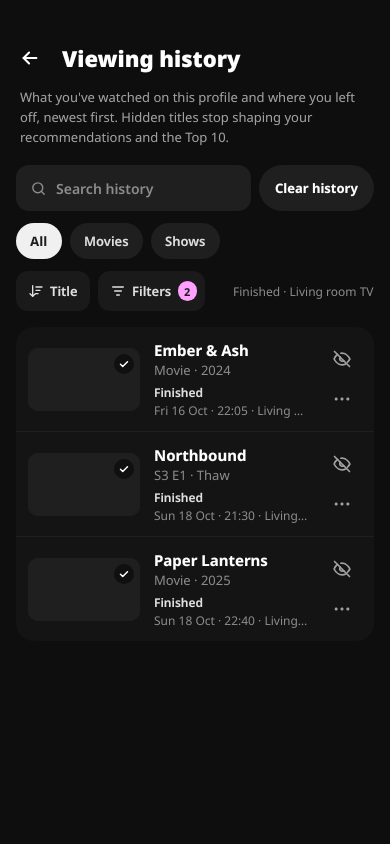 Viewing history
What you've watched on this profile and where you left
off, newest first. Hidden titles stop shaping your
recommendations and the Top 10.
Search history
Clear history
All
Movies
Shows
Title
Filters
2
Finished · Living room TV
Ember & Ash
Movie · 2024
Finished
Fri 16 Oct · 22:05 · Living ...
Northbound
S3 E1 · Thaw
Finished
Sun 18 Oct · 21:30 · Living...
Paper Lanterns
Movie · 2025
Finished
Sun 18 Oct · 22:40 · Living...